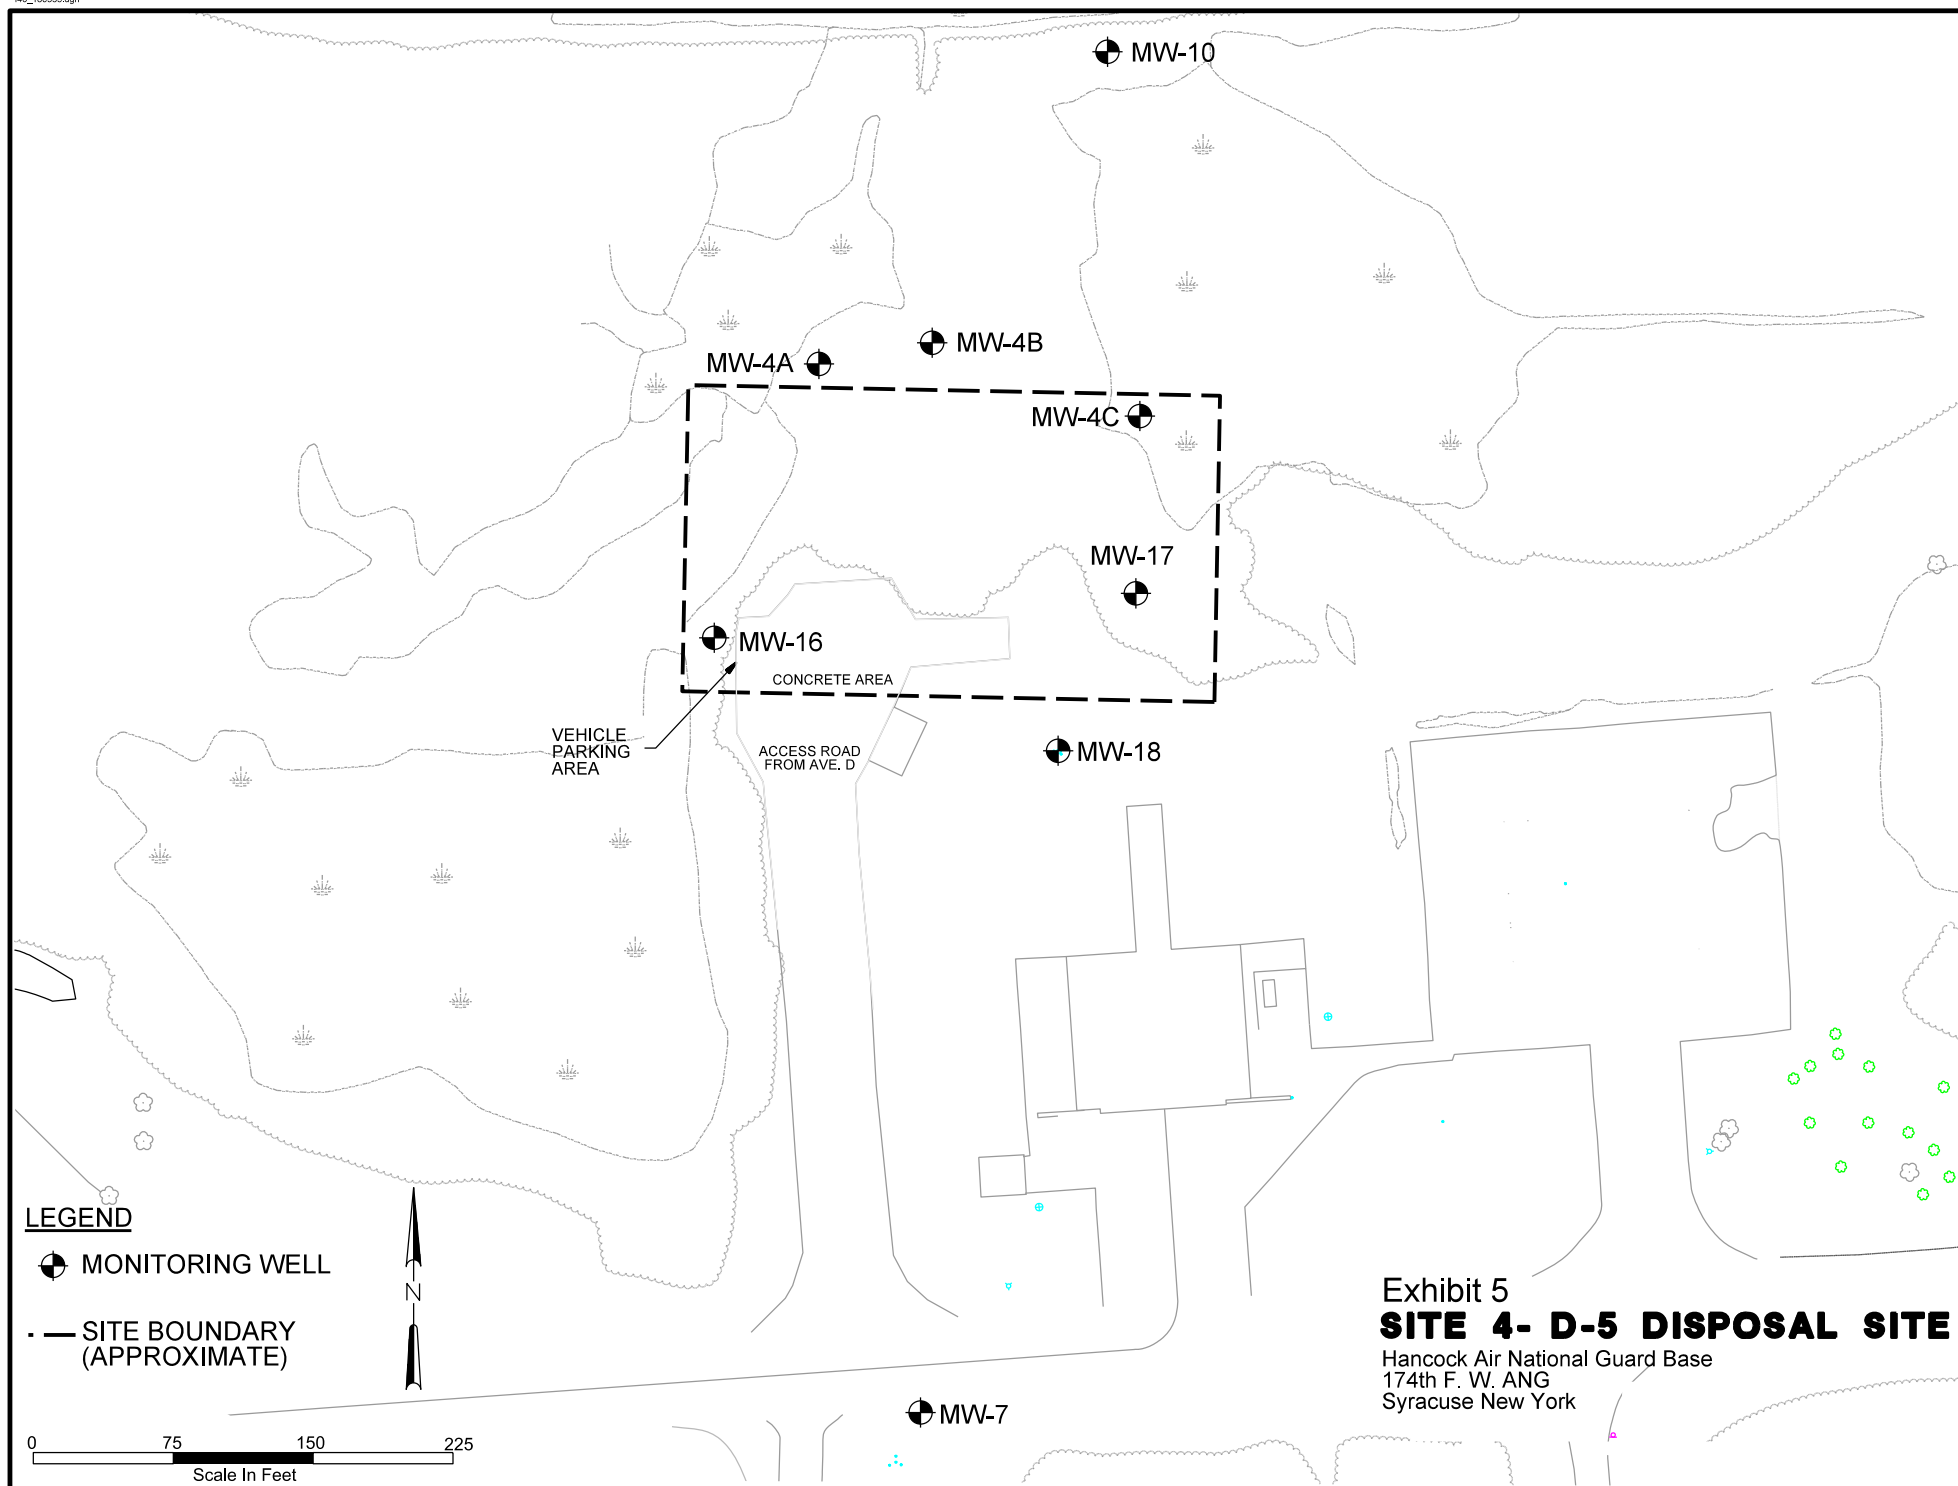 MW-10
MW-4B
MW-4A
MW-4C
MW-17
MW-16
CONCRETE AREA
VEHICLE
PARKING
AREA
ACCESS ROAD
FROM AVE. D
MW-18
LEGEND
MONITORING WELL
SITE BOUNDARY
(APPROXIMATE)
N
Exhibit 5
SITE 4- D-5 DISPOSAL SITE
Hancock Air National Guard Base
174th F. W. ANG
Syracuse New York
MW-7
0 75 150 225
Scale In Feet